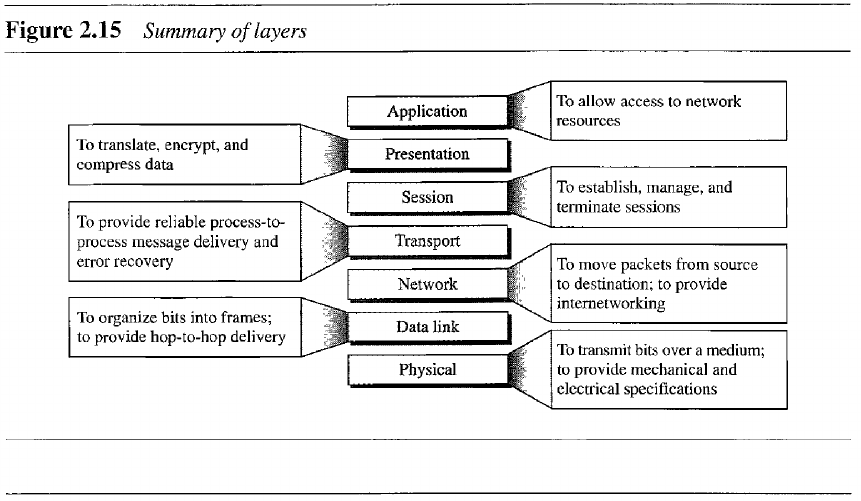 Figure 2.15 Summary of layers
Application
To allow access to network
resources
To translate, encrypt, and
compress data
Presentation
Session
To establish, manage, and
terminate sessions
To provide reliable process-to-
process message delivery and
error recovery
Transport
Network
To move packets from source
to destination; to provide
internetworking
To organize bits into frames;
to provide hop-to-hop delivery
Data link
Physical
To transmit bits over a medium;
to provide mechanical and
electrical specifications